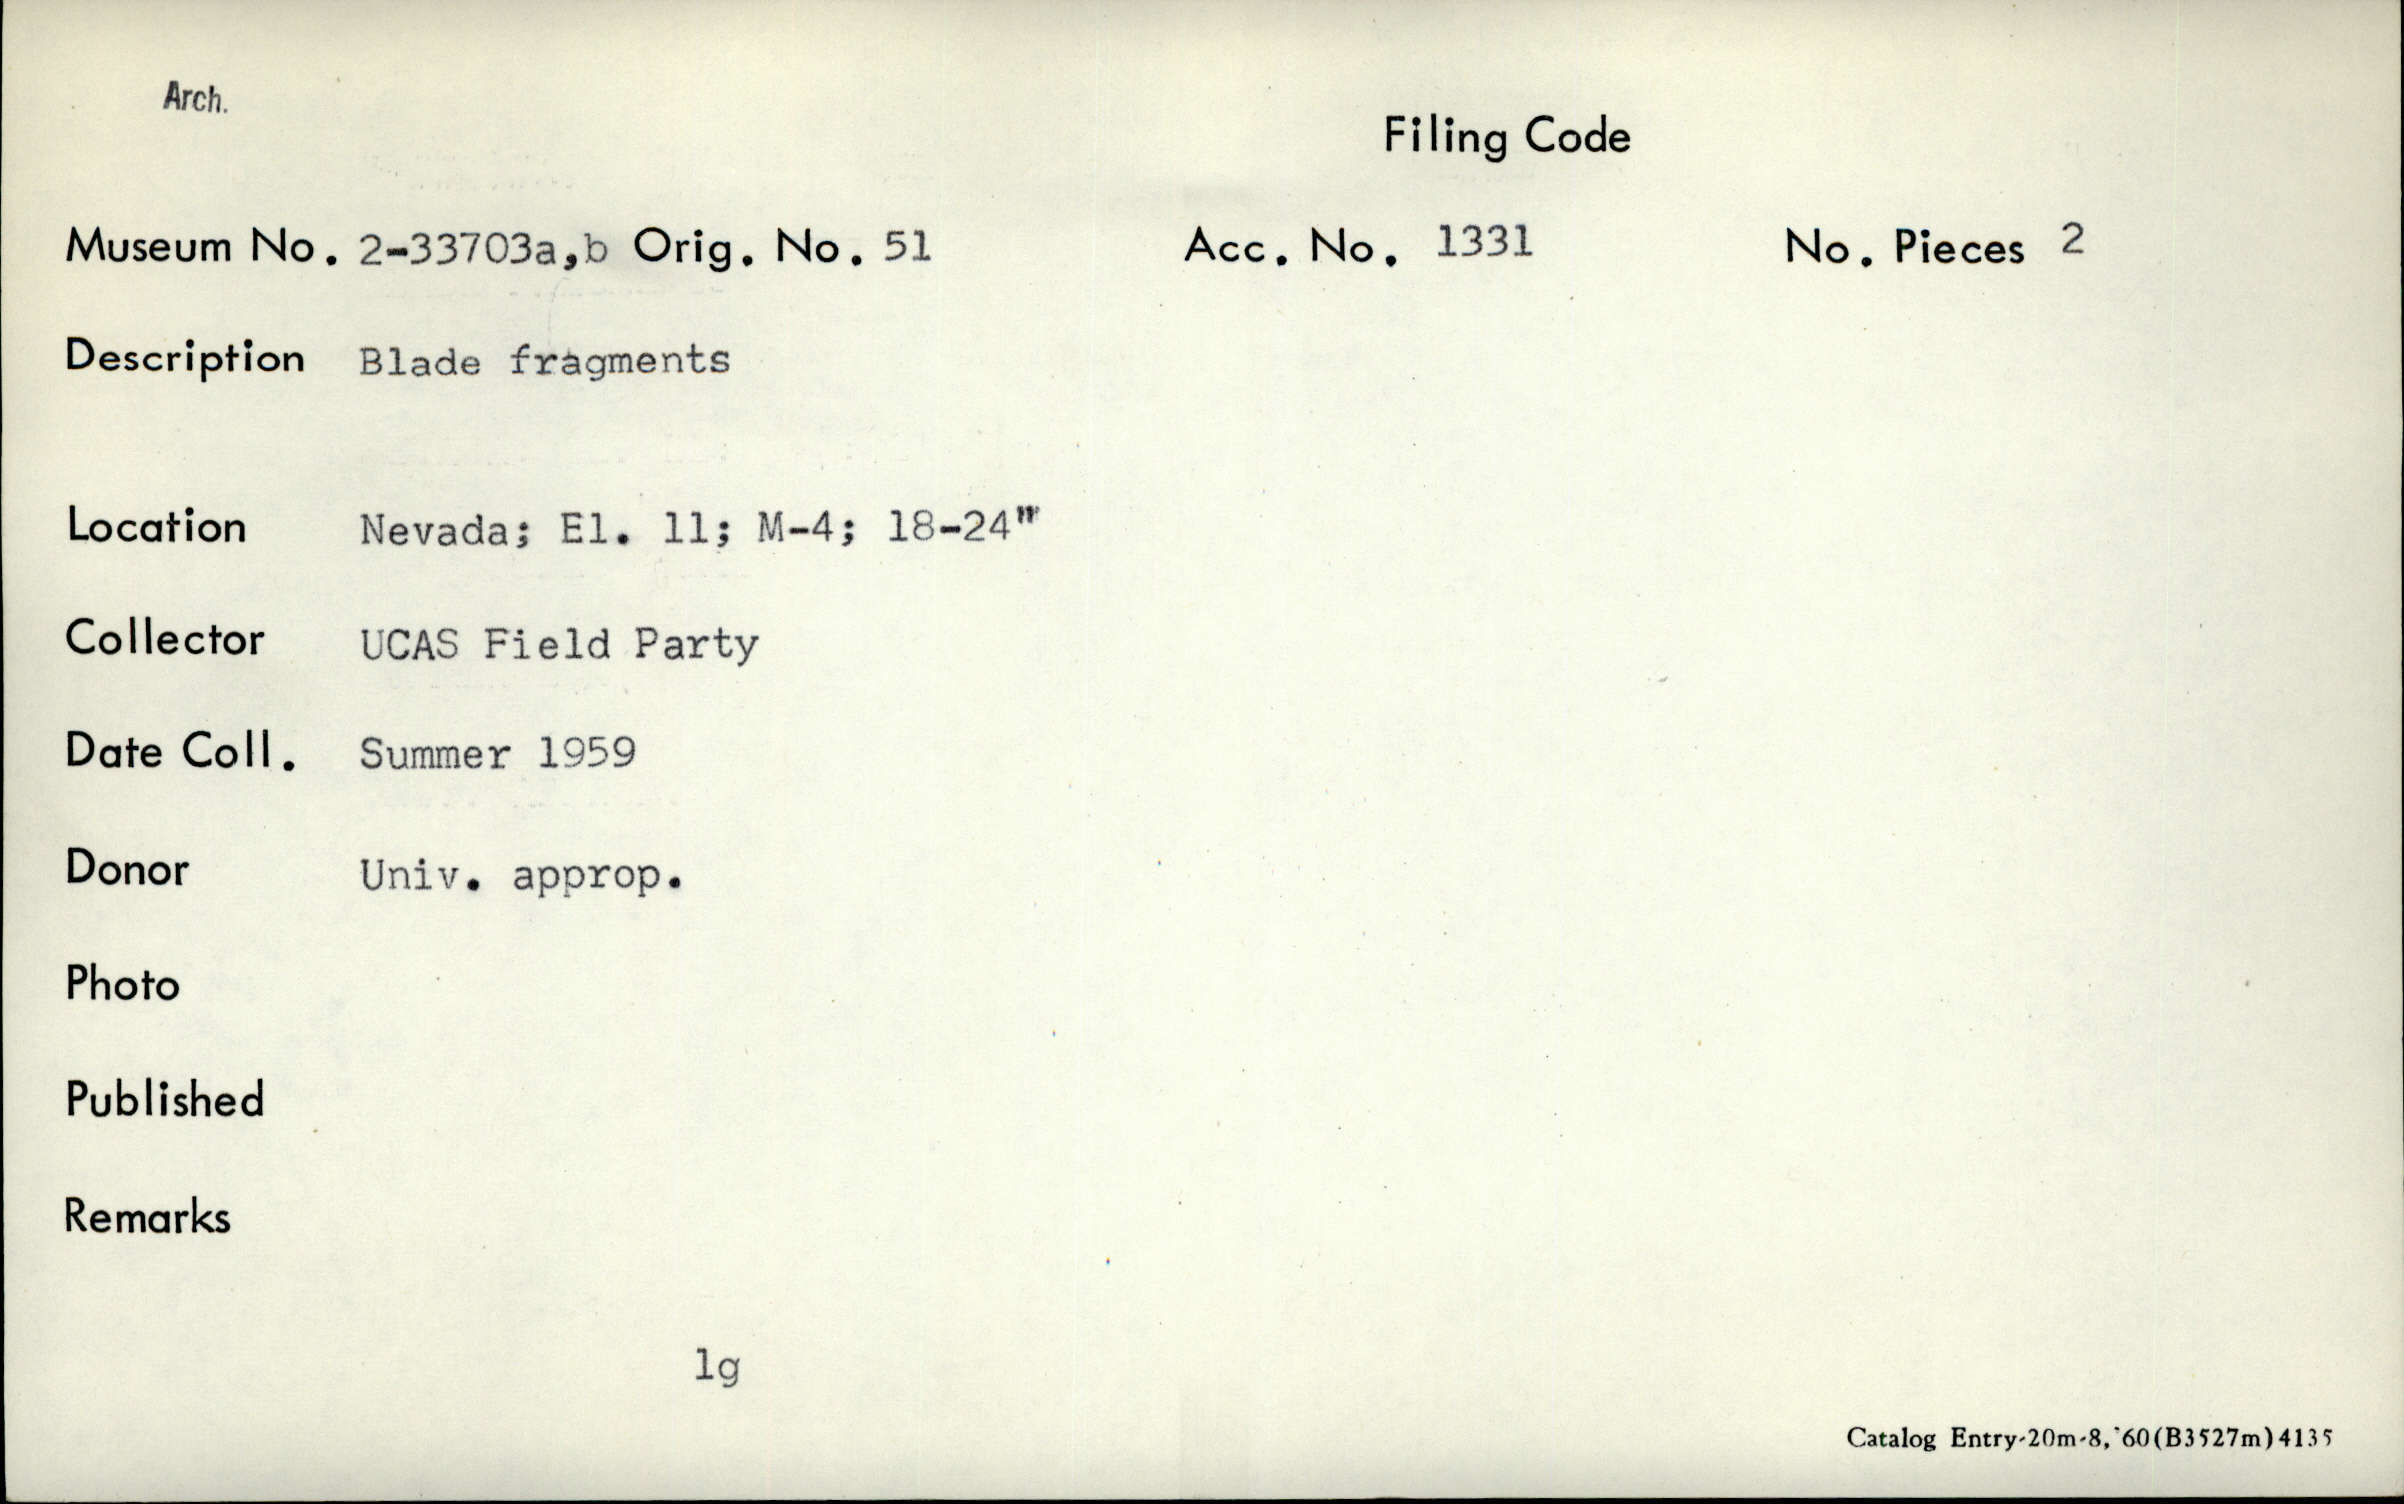 Arch.
Filing Code
Museum No. 2-33703a,b Orig. No. 51 Acc. No. 1331 No. Pieces 2
Description Blade fragments
Location Nevada; El. 11; M-4; 18-24"
Collector UCAS Field Party
Date Coll. Summer 1959
Donor Univ. approp.
Photo
Published
Remarks
lg
Catalog Entry-20m-8,'60(B3527m)4135